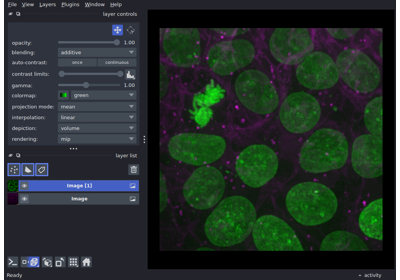 File View Layers Plugins Window Help
layer controls
opacity: 1.00
blending: additive
auto-contrast: once continuous
contrast limits:
gamma: 1.00
colormap: green
projection mode: mean
interpolation: linear
depiction: volume
rendering: mip
layer list
Image [1]
Image
Ready activity